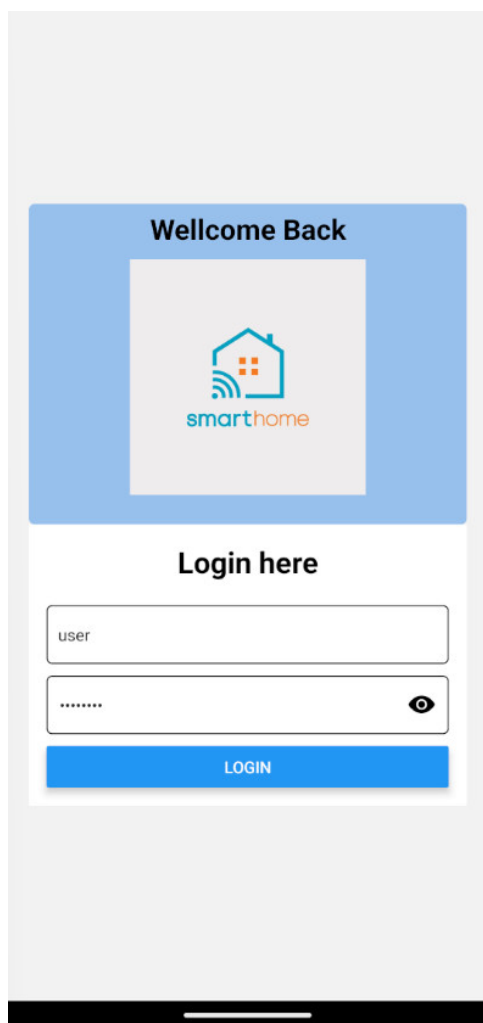 Wellcome Back
smarthome
Login here
user
••••••••
LOGIN